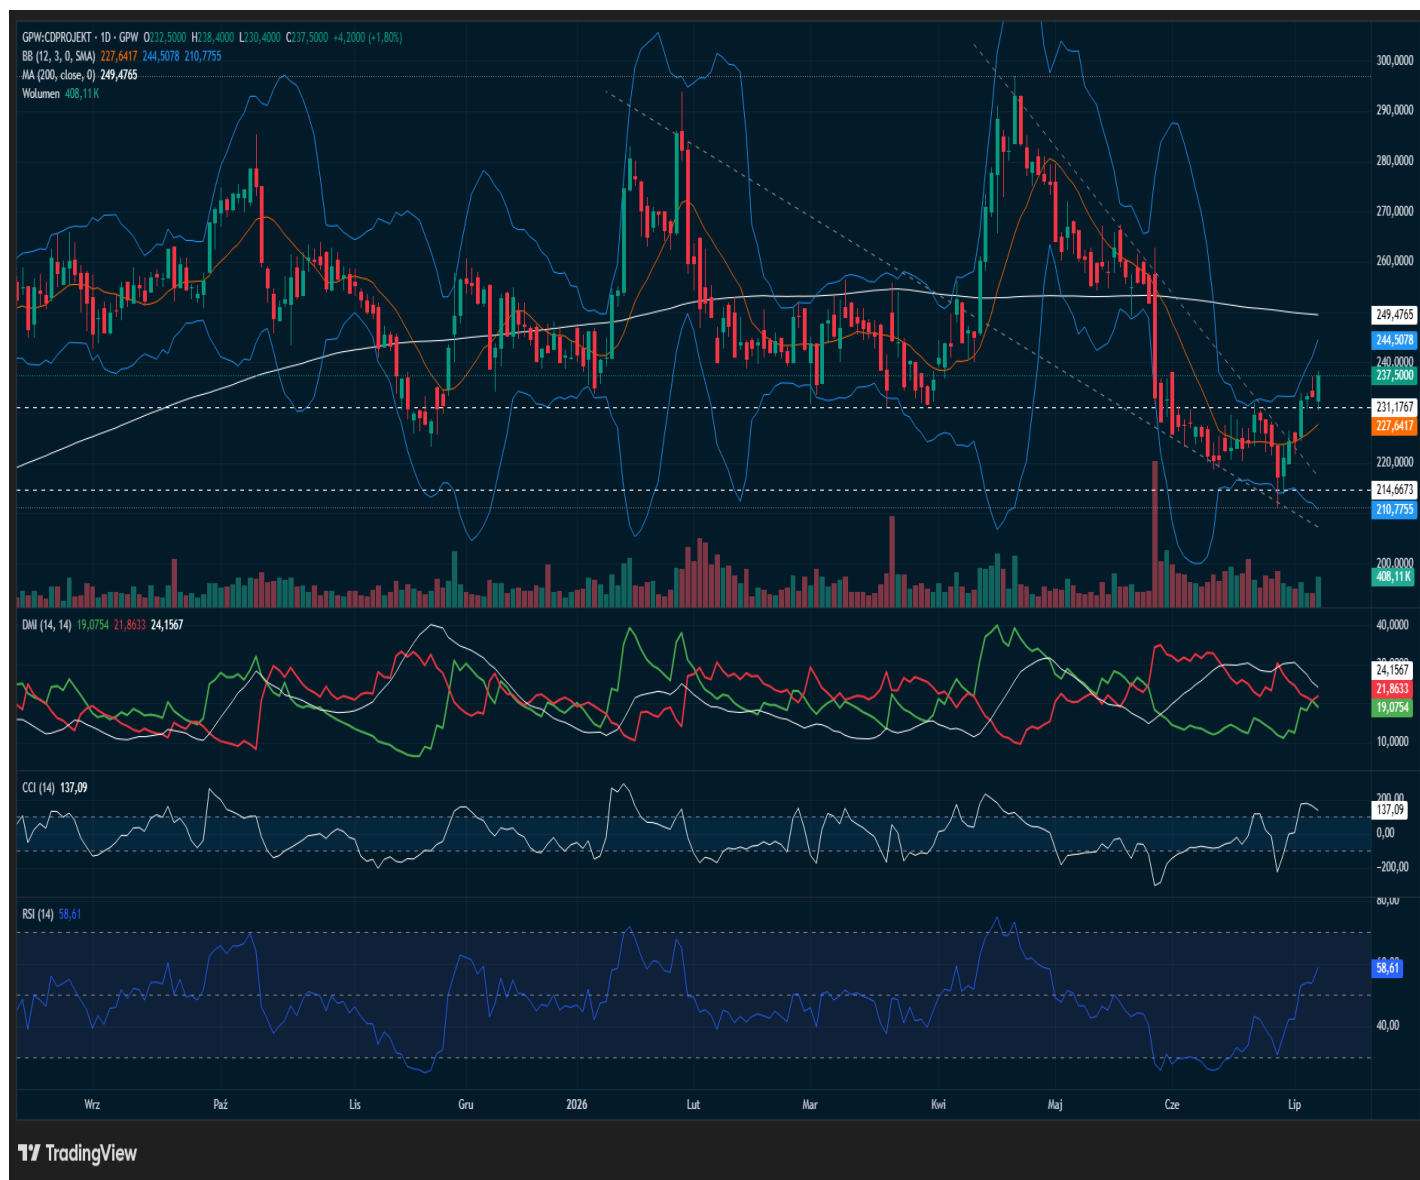 GPW:CDPROJEKT · 1D · GPW O232,5000 H238,4000 L230,4000 C237,5000 +4,2000 (+1,80%)
BB (12, 3, 0, SMA) 227,6417 244,5078 210,7755
MA (200, close, 0) 249,4765
Wolumen 408,11 K
300,0000
290,0000
280,0000
270,0000
260,0000
249,4765
244,5078
240,0000
237,5000
231,1767
227,6417
220,0000
214,6673
210,7755
200,0000
408,11 K
DMI (14, 14) 19,0754 21,8633 24,1567
40,0000
24,1567
21,8633
19,0754
10,0000
CCI (14) 137,09
200,00
137,09
0,00
−200,00
RSI (14) 58,61
80,00
58,61
40,00
Wrz Paź Lis Gru 2026 Lut Mar Kwi Maj Cze Lip
TradingView